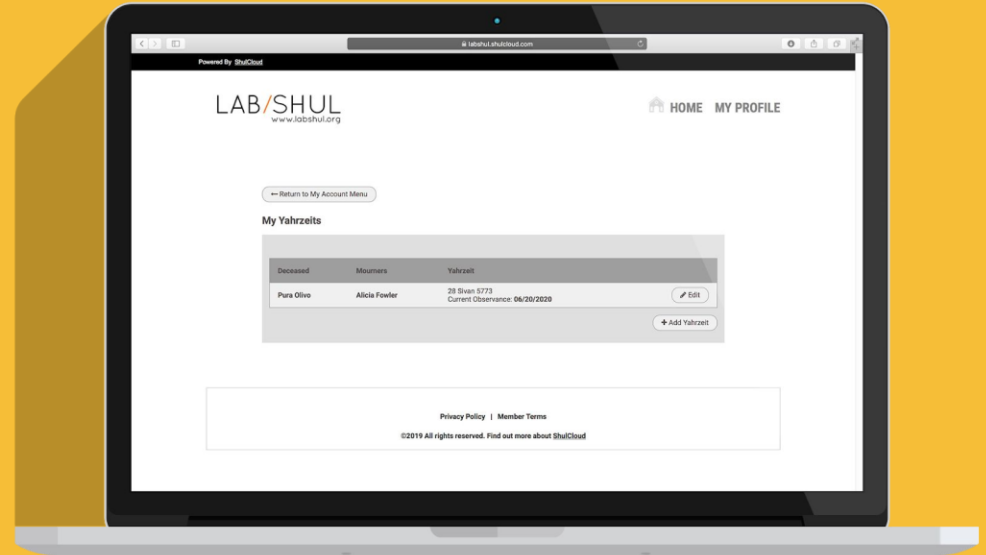 labshul.shulcloud.com
Powered By ShulCloud
LAB/SHUL
www.labshul.org
HOME MY PROFILE
← Return to My Account Menu
My Yahrzeits
Deceased Mourners Yahrzeit
Pura Olivo Alicia Fowler 28 Sivan 5773 Edit
Current Observance: 06/20/2020
+ Add Yahrzeit
Privacy Policy | Member Terms
©2019 All rights reserved. Find out more about ShulCloud